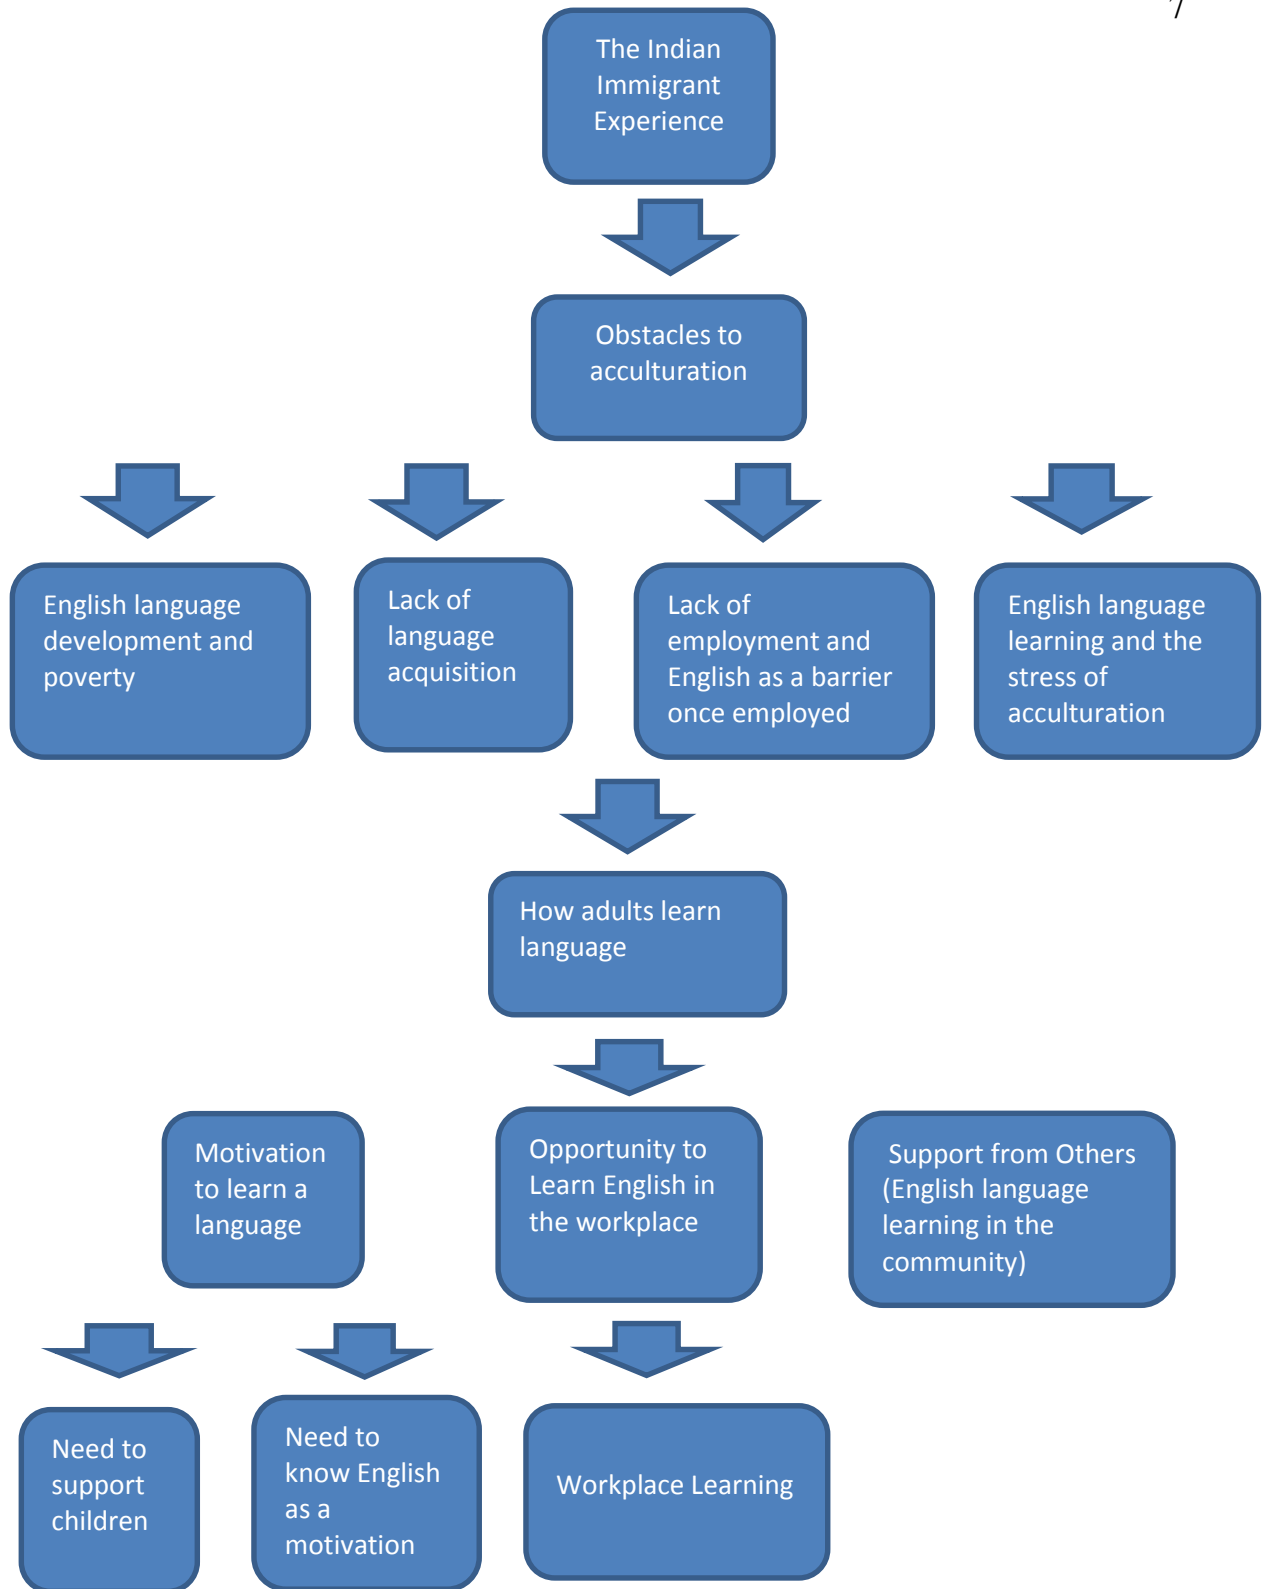 7
The Indian
Immigrant
Experience
Obstacles to
acculturation
English language
development and
poverty
Lack of
language
acquisition
Lack of
employment and
English as a barrier
once employed
English language
learning and the
stress of
acculturation
How adults learn
language
Motivation
to learn a
language
Opportunity to
Learn English in
the workplace
Support from Others
(English language
learning in the
community)
Need to
support
children
Need to
know English
as a
motivation
Workplace Learning